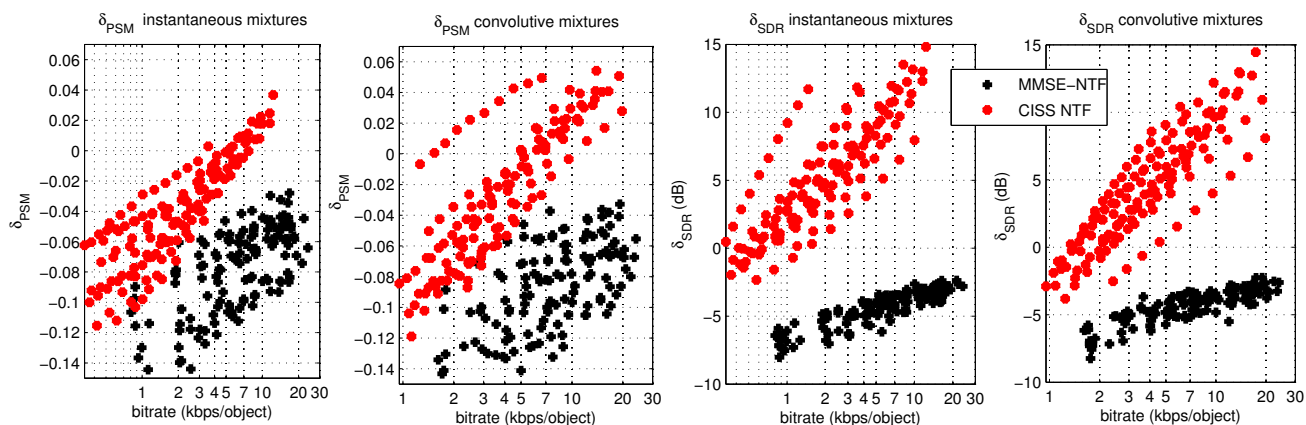 δPSM instantaneous mixtures
0.06
0.04
0.02
0
−0.02
−0.04
−0.06
−0.08
−0.1
−0.12
−0.14
δPSM
1 2 3 4 5 7 10 20 30
bitrate (kbps/object)
δPSM convolutive mixtures
0.06
0.04
0.02
0
−0.02
−0.04
−0.06
−0.08
−0.1
−0.12
−0.14
δPSM
1 2 3 4 5 7 10 20 30
bitrate (kbps/object)
δSDR instantaneous mixtures
15
10
5
0
−5
−10
δSDR (dB)
1 2 3 4 5 7 10 20 30
bitrate (kbps/object)
δSDR convolutive mixtures
MMSE−NTF
CISS NTF
15
10
5
0
−5
−10
δSDR (dB)
1 2 3 4 5 7 10 20 30
bitrate (kbps/object)